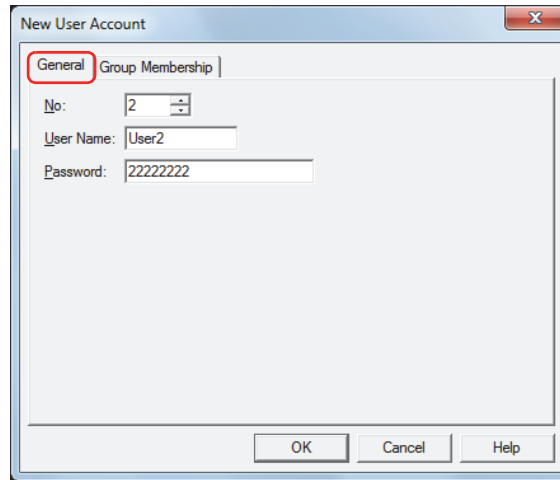 New User Account
General Group Membership
No: 2
User Name: User2
Password: 22222222
OK Cancel Help